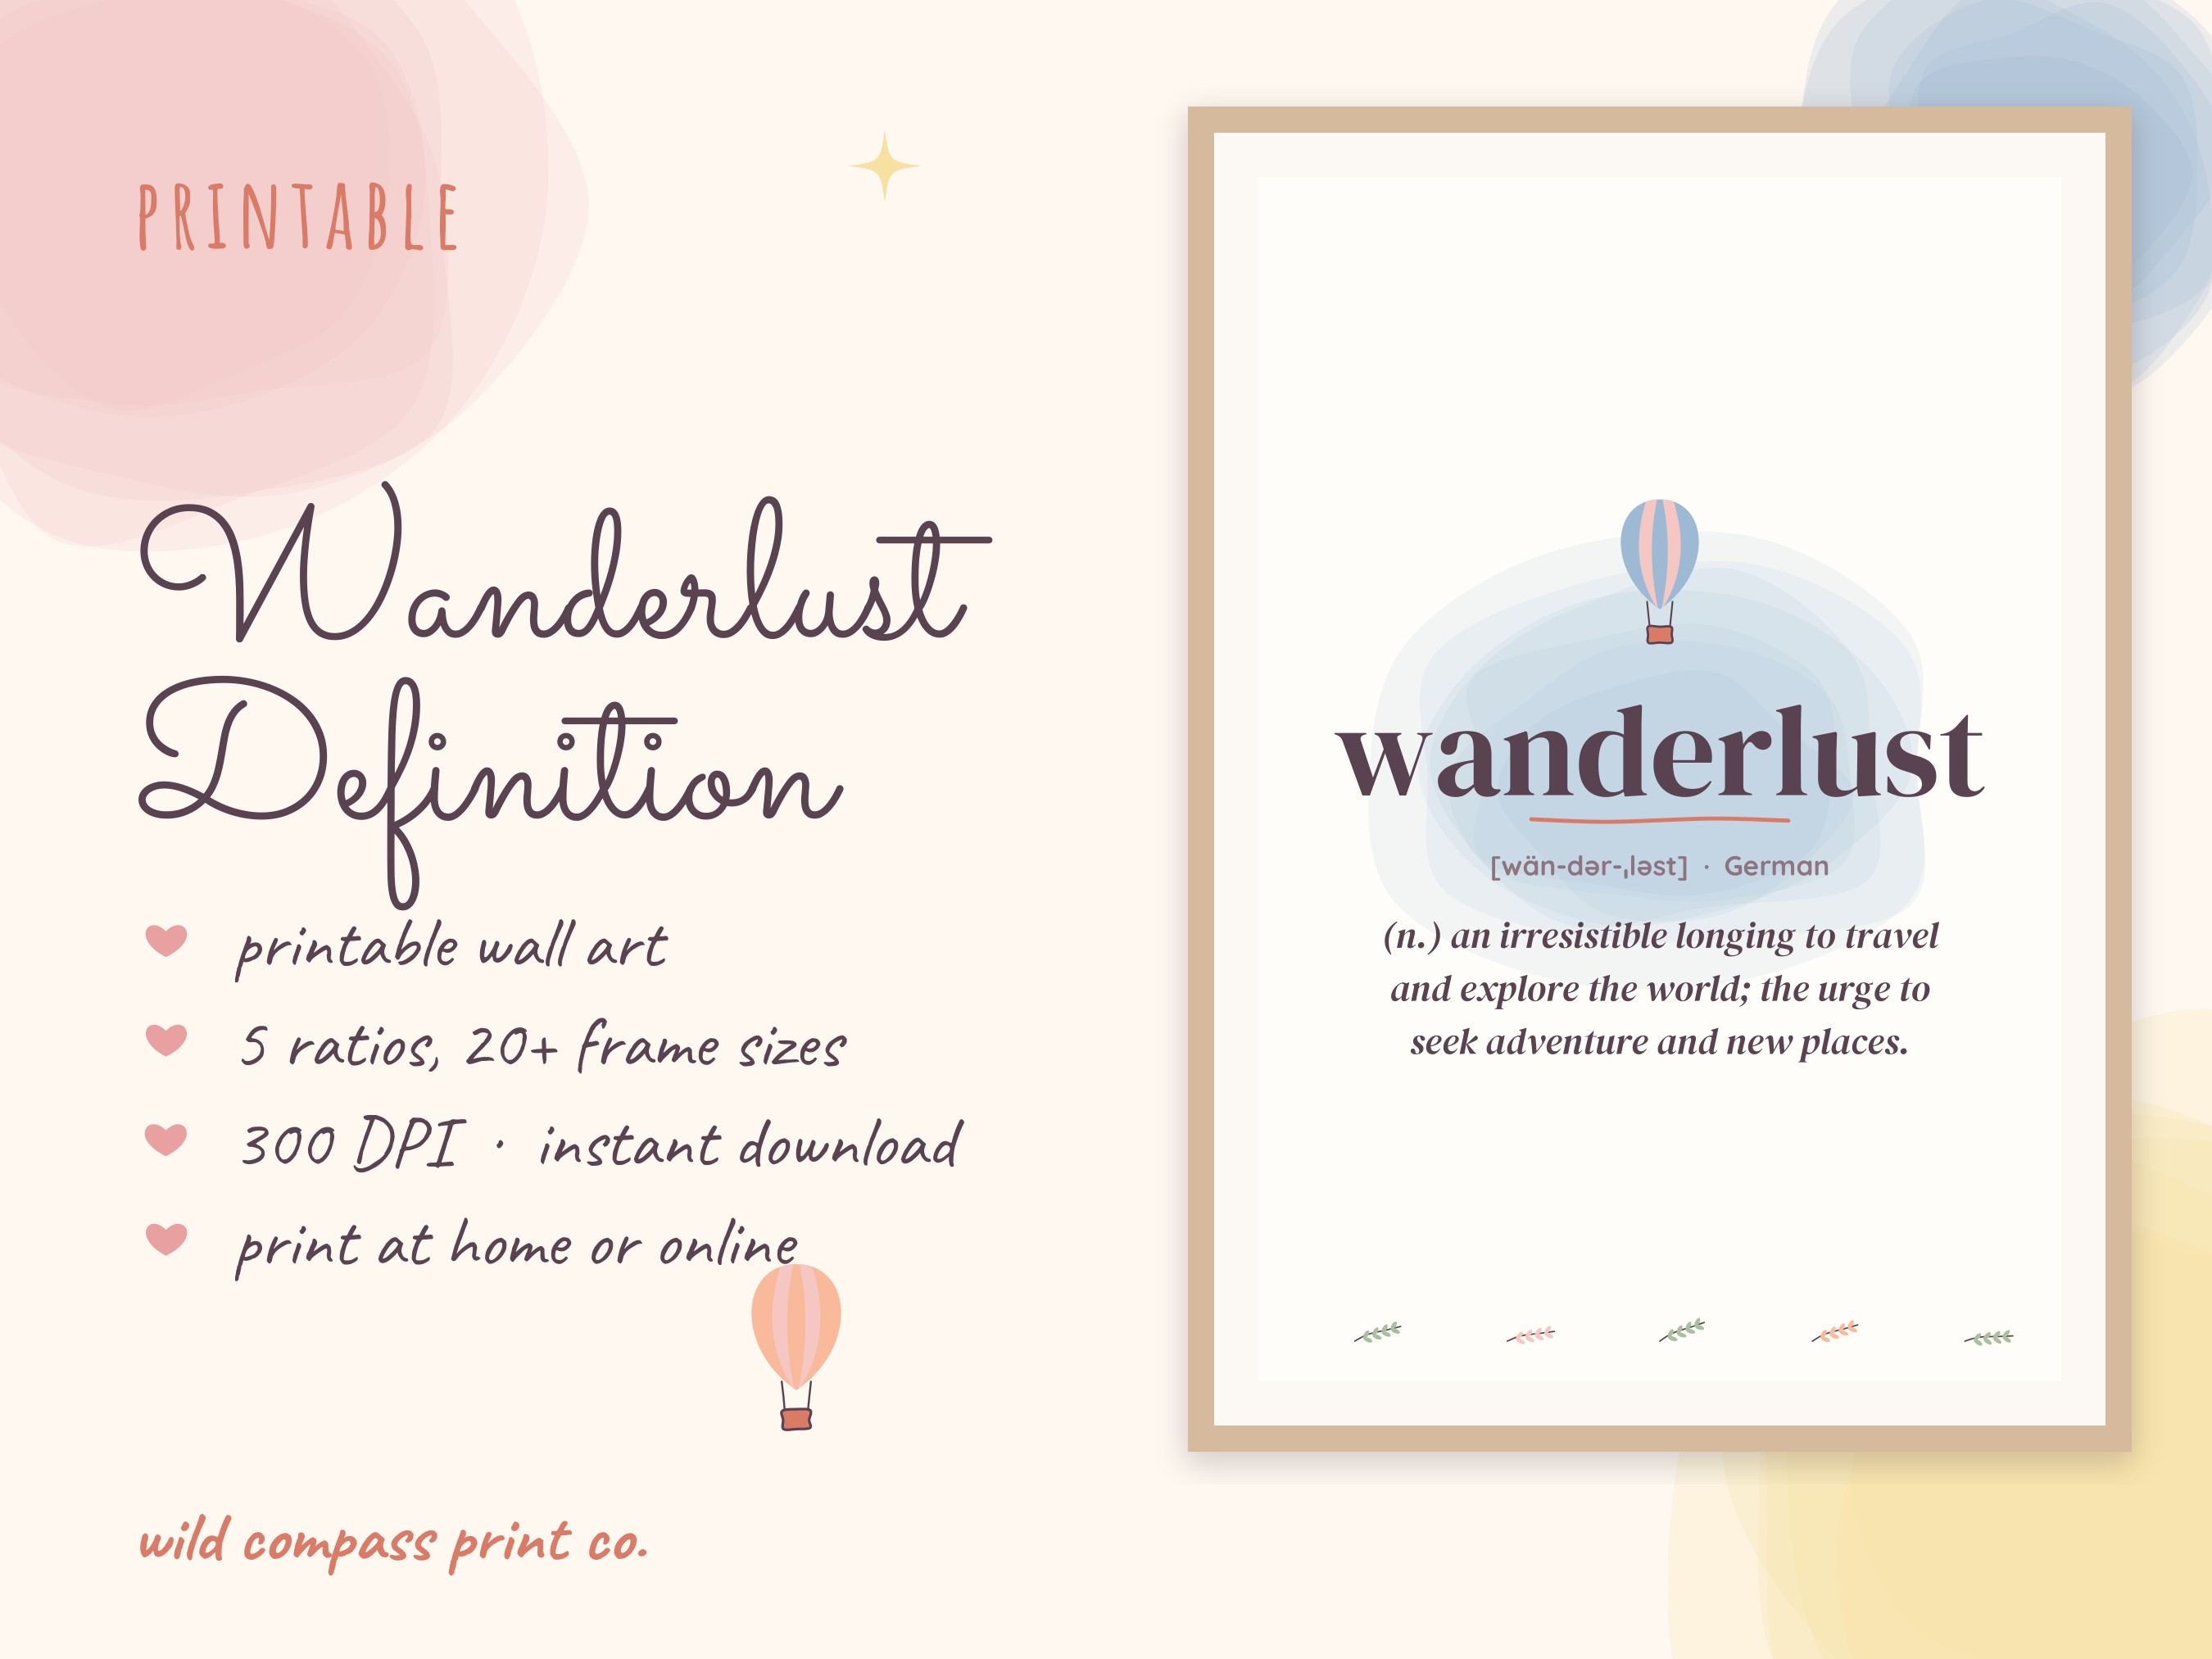 PRINTABLE
Wanderlust
Definition
printable wall art
5 ratios, 20+ frame sizes
300 DPI · instant download
print at home or online
wild compass print co.
wanderlust
[wän-dər-ˌləst] · German
(n.) an irresistible longing to travel
and explore the world; the urge to
seek adventure and new places.